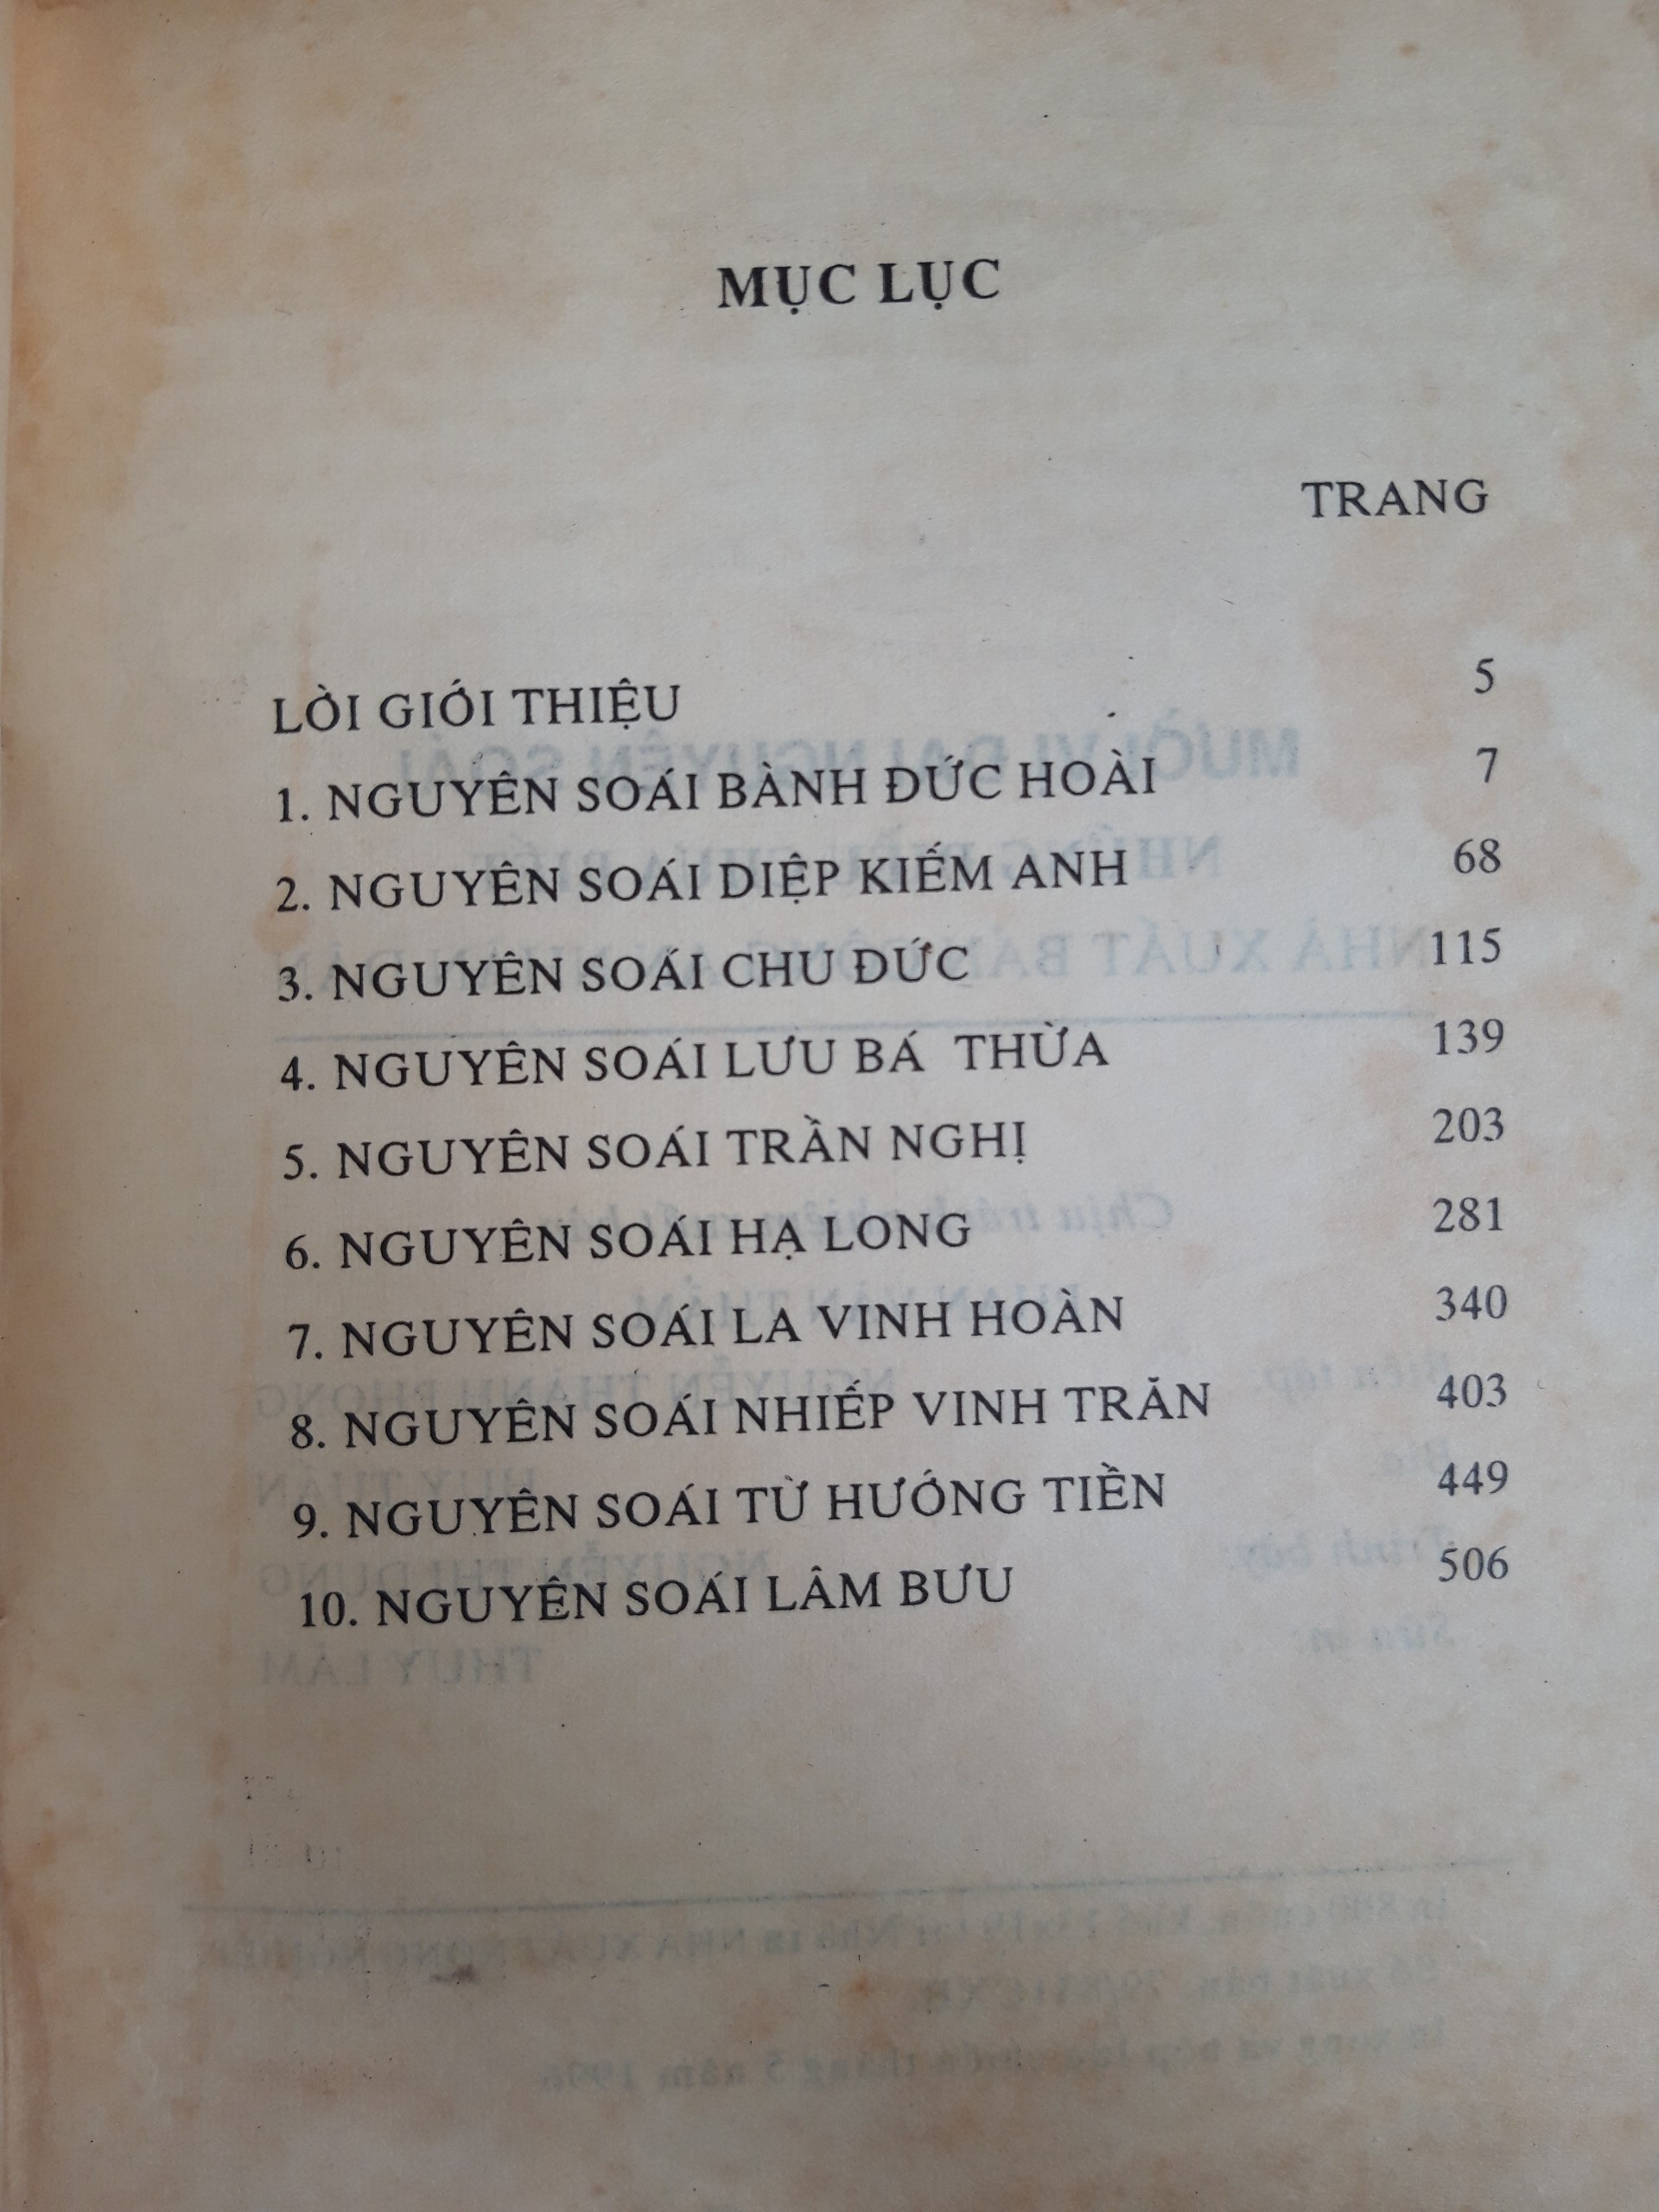 MỤC LỤC
TRANG
LỜI GIỚI THIỆU 5
1. NGUYÊN SOÁI BÀNH ĐỨC HOÀI 7
2. NGUYÊN SOÁI DIỆP KIẾM ANH 68
3. NGUYÊN SOÁI CHU ĐỨC 115
4. NGUYÊN SOÁI LƯU BÁ THỪA 139
5. NGUYÊN SOÁI TRẦN NGHỊ 203
6. NGUYÊN SOÁI HẠ LONG 281
7. NGUYÊN SOÁI LA VINH HOÀN 340
8. NGUYÊN SOÁI NHIẾP VINH TRĂN 403
9. NGUYÊN SOÁI TỪ HƯỚNG TIỀN 449
10. NGUYÊN SOÁI LÂM BƯU 506